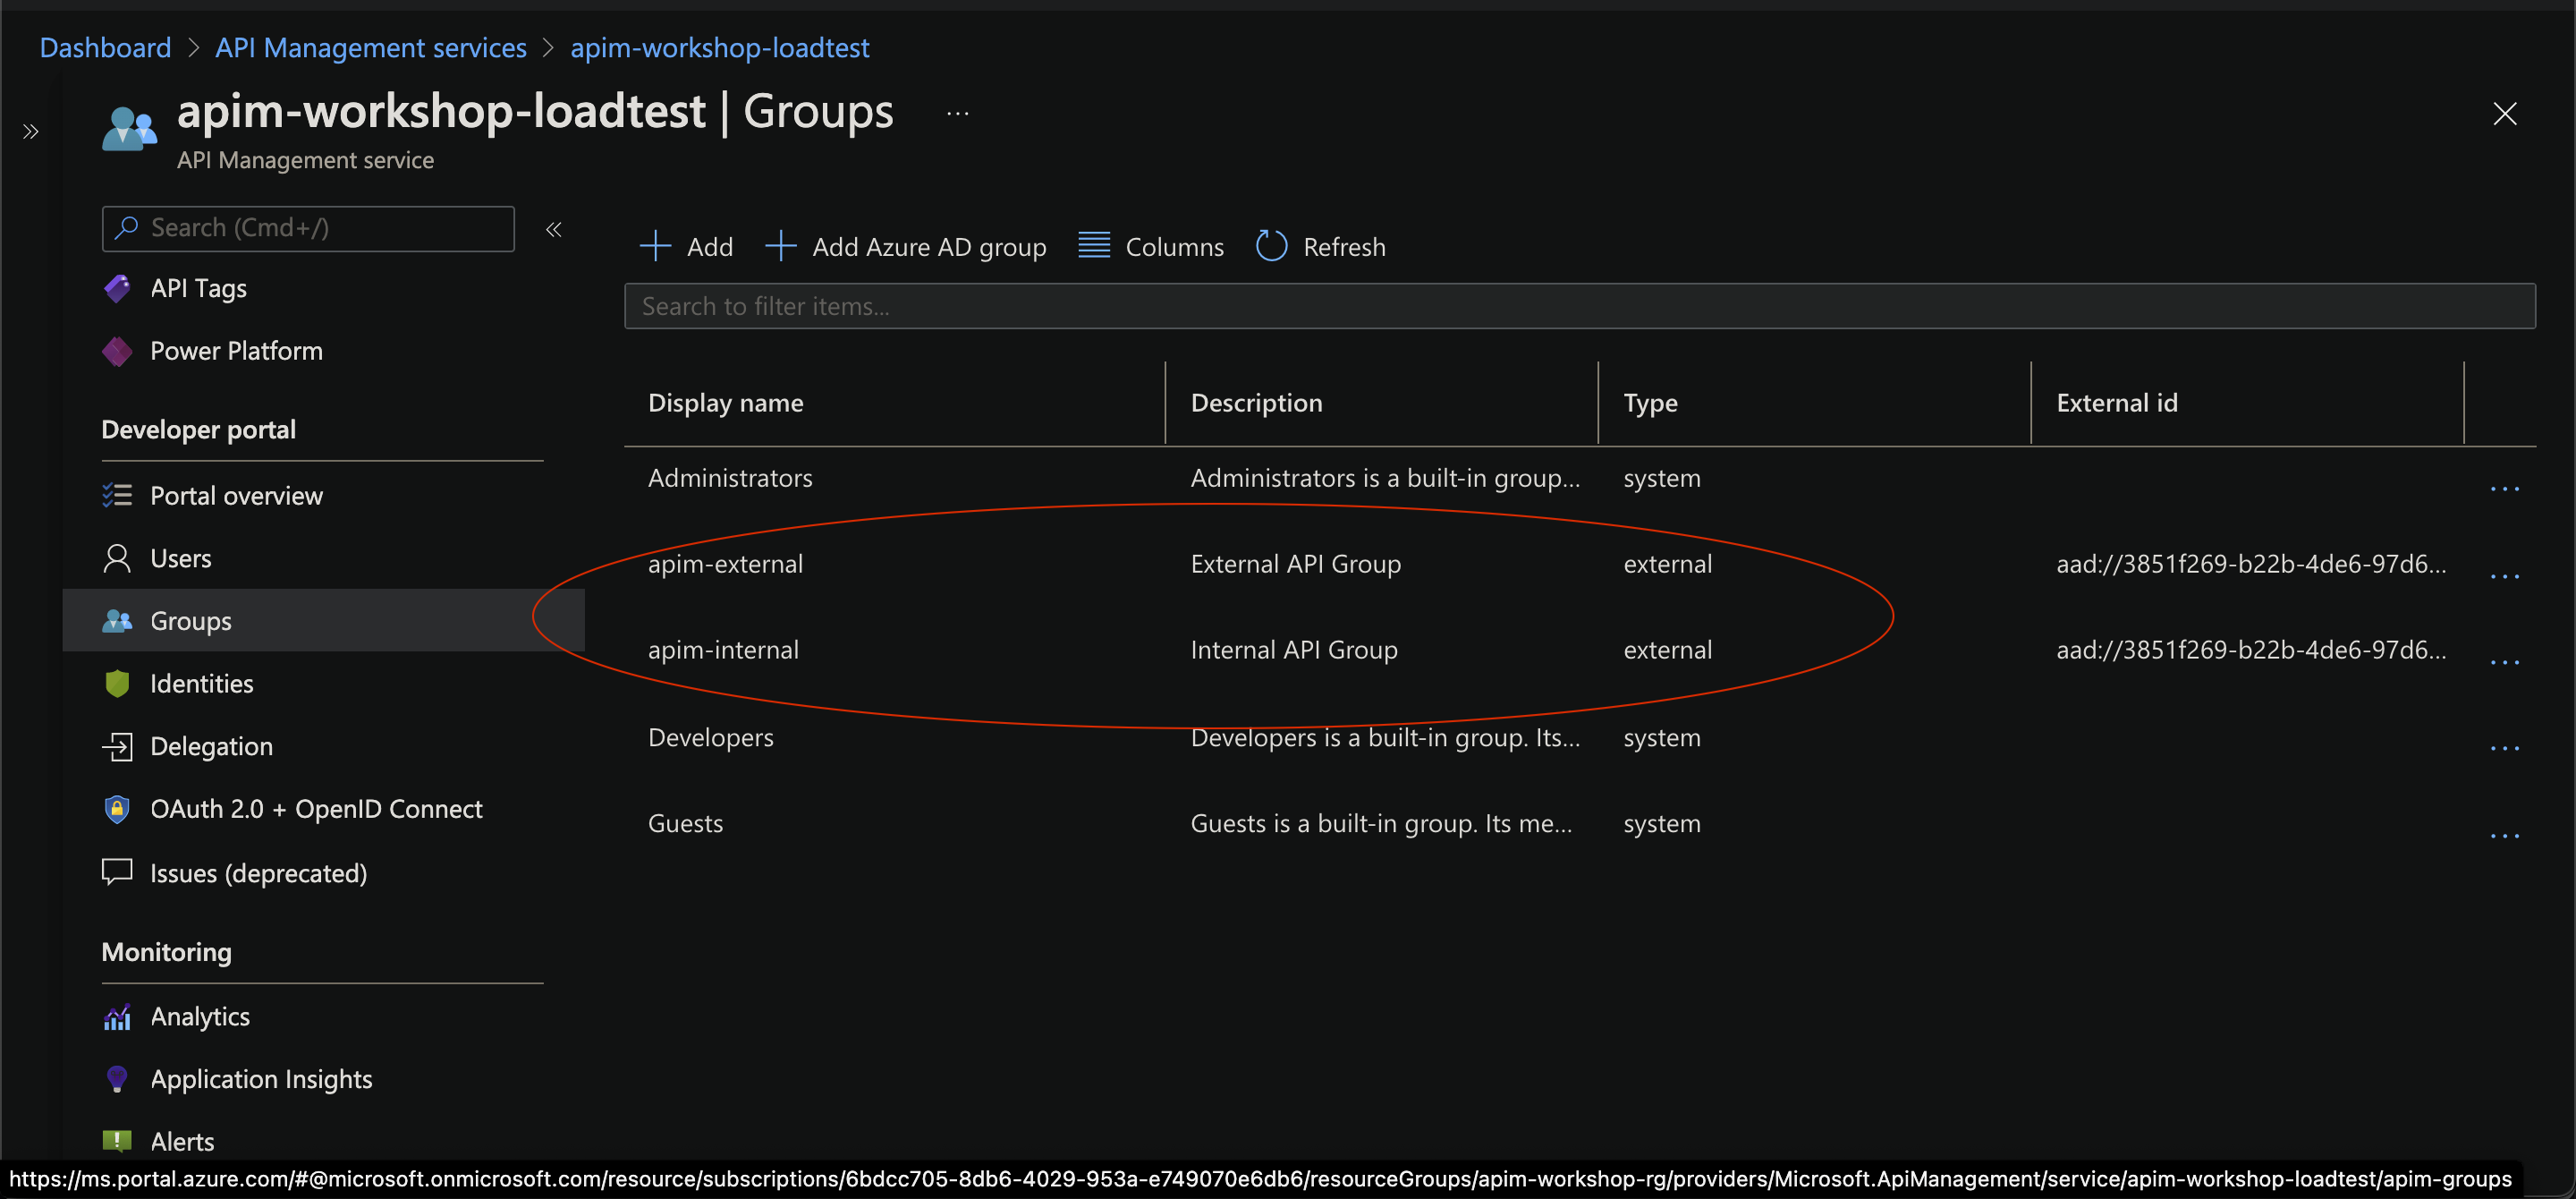 Dashboard > API Management services > apim-workshop-loadtest
apim-workshop-loadtest | Groups ...
API Management service
Search (Cmd+/)
API Tags
Power Platform
Developer portal
Portal overview
Users
Groups
Identities
Delegation
OAuth 2.0 + OpenID Connect
Issues (deprecated)
Monitoring
Analytics
Application Insights
Alerts
Add Add Azure AD group Columns Refresh
Search to filter items...
Display name Description Type External id
Administrators Administrators is a built-in group... system ...
apim-external External API Group external aad://3851f269-b22b-4de6-97d6... ...
apim-internal Internal API Group external aad://3851f269-b22b-4de6-97d6... ...
Developers Developers is a built-in group. Its... system ...
Guests Guests is a built-in group. Its me... system ...
https://ms.portal.azure.com/#@microsoft.onmicrosoft.com/resource/subscriptions/6bdcc705-8db6-4029-953a-e749070e6db6/resourceGroups/apim-workshop-rg/providers/Microsoft.ApiManagement/service/apim-workshop-loadtest/apim-groups